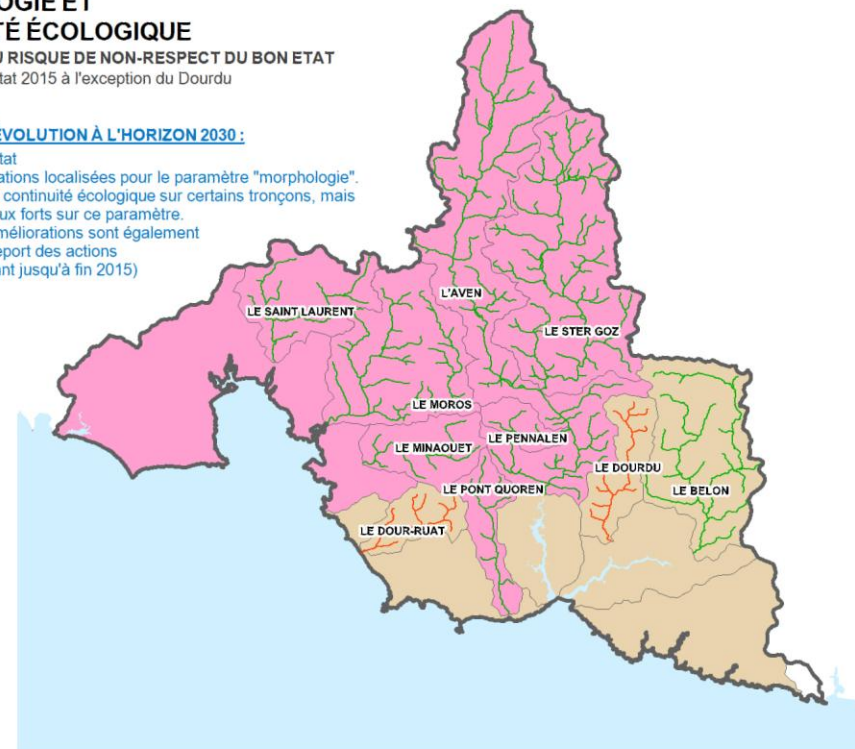 OGIE ET
TÉ ÉCOLOGIQUE
U RISQUE DE NON-RESPECT DU BON ETAT
tat 2015 à l'exception du Dourdu
ÉVOLUTION À L'HORIZON 2030 :
tat
ations localisées pour le paramètre "morphologie".
continuité écologique sur certains tronçons, mais
ux forts sur ce paramètre.
méliorations sont également
eport des actions
nt jusqu'à fin 2015)
L'AVEN
LE SAINT LAURENT
LE STER GOZ
LE MOROS
LE MINAOUET
LE PENNALEN
LE DOURDU
LE PONT QUOREN
LE BELON
LE DOUR-RUAT